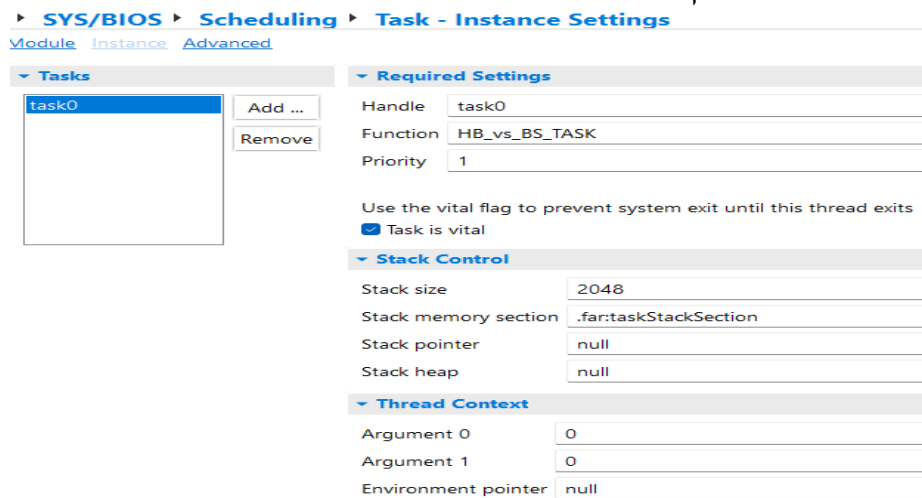 SYS/BIOS Scheduling Task - Instance Settings
Module Instance Advanced
Tasks
task0
Add ...
Remove
Required Settings
Handle task0
Function HB_vs_BS_TASK
Priority 1
Use the vital flag to prevent system exit until this thread exits
Task is vital
Stack Control
Stack size 2048
Stack memory section .far:taskStackSection
Stack pointer null
Stack heap null
Thread Context
Argument 0 0
Argument 1 0
Environment pointer null